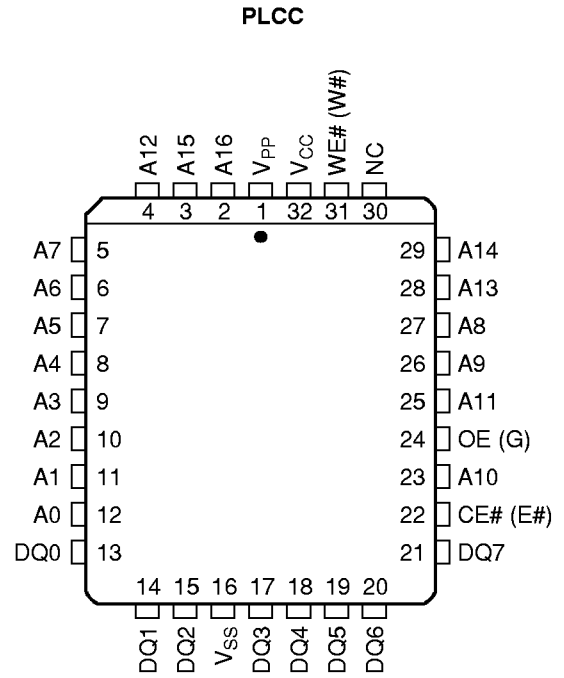 PLCC
A12 A15 A16 VPP VCC WE# (W#) NC
4 3 2 1 32 31 30
A7 5 29 A14
A6 6 28 A13
A5 7 27 A8
A4 8 26 A9
A3 9 25 A11
A2 10 24 OE (G)
A1 11 23 A10
A0 12 22 CE# (E#)
DQ0 13 21 DQ7
14 15 16 17 18 19 20
DQ1 DQ2 VSS DQ3 DQ4 DQ5 DQ6